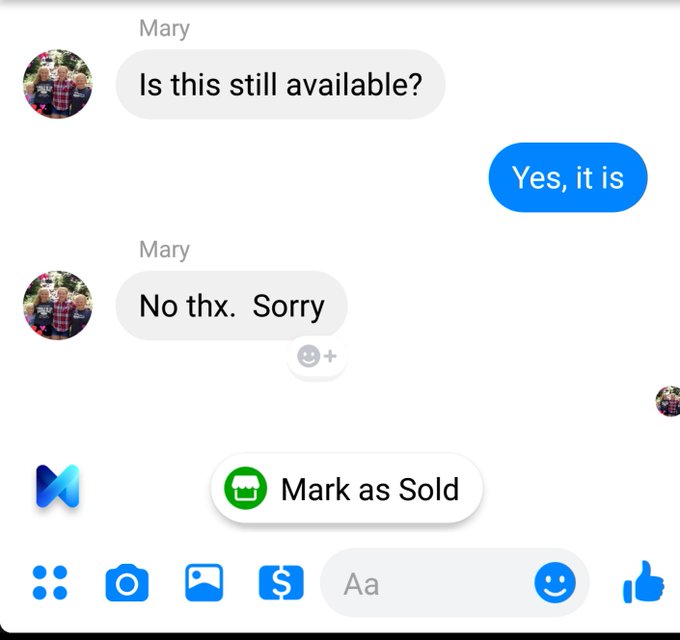 Mary
Is this still available?
Yes, it is
Mary
No thx.  Sorry
Mark as Sold
Aa